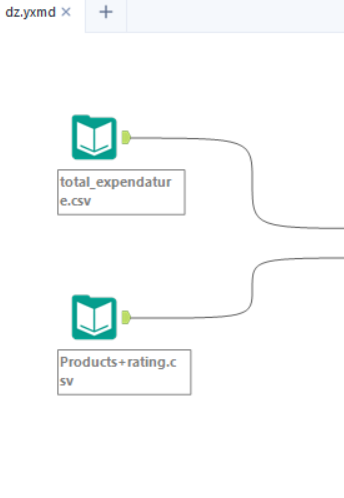 dz.yxmd ×
total_expendatur
e.csv
Products+rating.c
sv